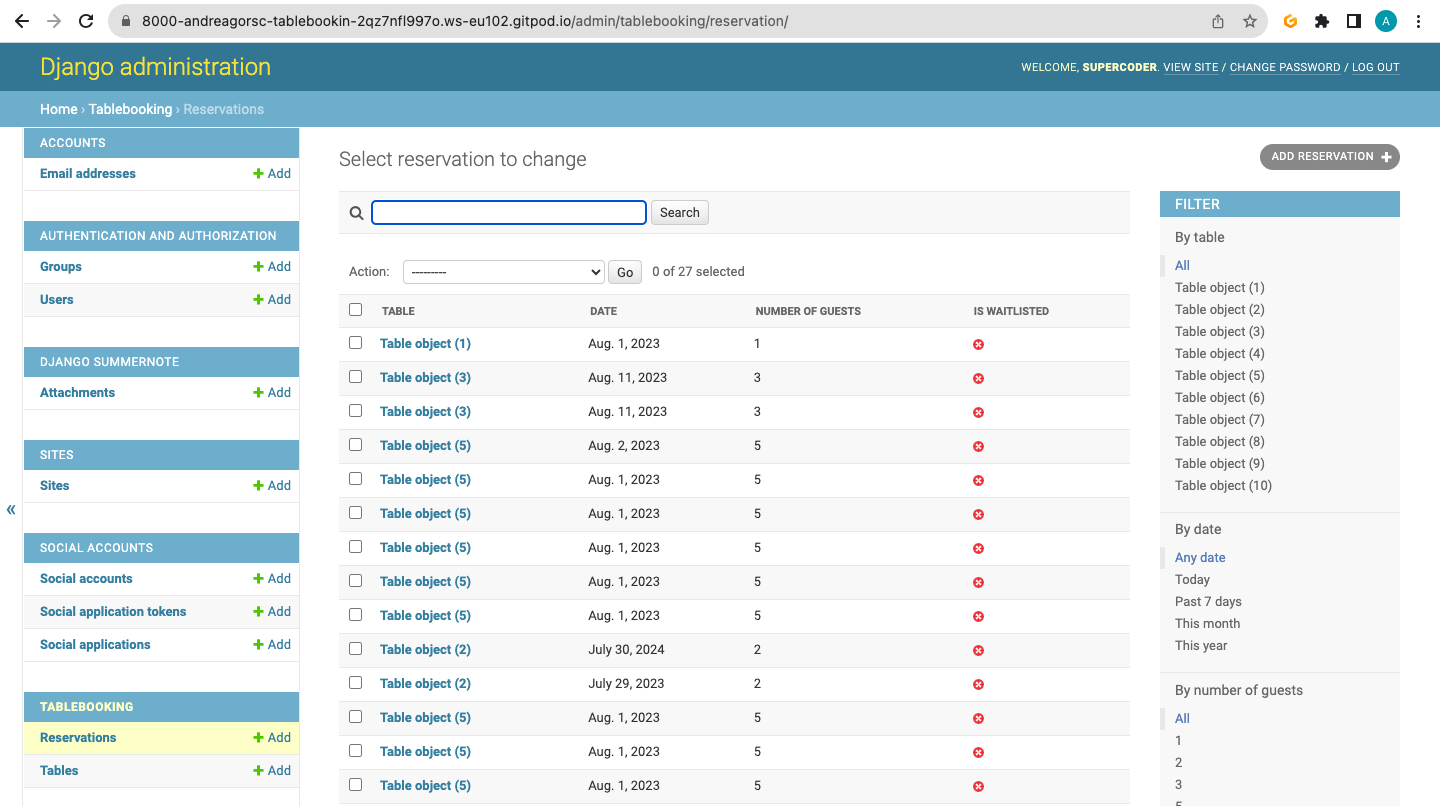 8000-andreagorsc-tablebookin-2qz7nfl997o.ws-eu102.gitpod.io/admin/tablebooking/reservation/
A
Django administration
WELCOME, SUPERCODER. VIEW SITE / CHANGE PASSWORD / LOG OUT
Home › Tablebooking › Reservations
ACCOUNTS
Email addresses + Add
AUTHENTICATION AND AUTHORIZATION
Groups + Add
Users + Add
DJANGO SUMMERNOTE
Attachments + Add
SITES
Sites + Add
«
SOCIAL ACCOUNTS
Social accounts + Add
Social application tokens + Add
Social applications + Add
TABLEBOOKING
Reservations + Add
Tables + Add
Select reservation to change
ADD RESERVATION +
Search
Action: --------- Go 0 of 27 selected
TABLE DATE NUMBER OF GUESTS IS WAITLISTED
Table object (1) Aug. 1, 2023 1
Table object (3) Aug. 11, 2023 3
Table object (3) Aug. 11, 2023 3
Table object (5) Aug. 2, 2023 5
Table object (5) Aug. 1, 2023 5
Table object (5) Aug. 1, 2023 5
Table object (5) Aug. 1, 2023 5
Table object (5) Aug. 1, 2023 5
Table object (5) Aug. 1, 2023 5
Table object (2) July 30, 2024 2
Table object (2) July 29, 2023 2
Table object (5) Aug. 1, 2023 5
Table object (5) Aug. 1, 2023 5
Table object (5) Aug. 1, 2023 5
FILTER
By table
All
Table object (1)
Table object (2)
Table object (3)
Table object (4)
Table object (5)
Table object (6)
Table object (7)
Table object (8)
Table object (9)
Table object (10)
By date
Any date
Today
Past 7 days
This month
This year
By number of guests
All
1
2
3
5